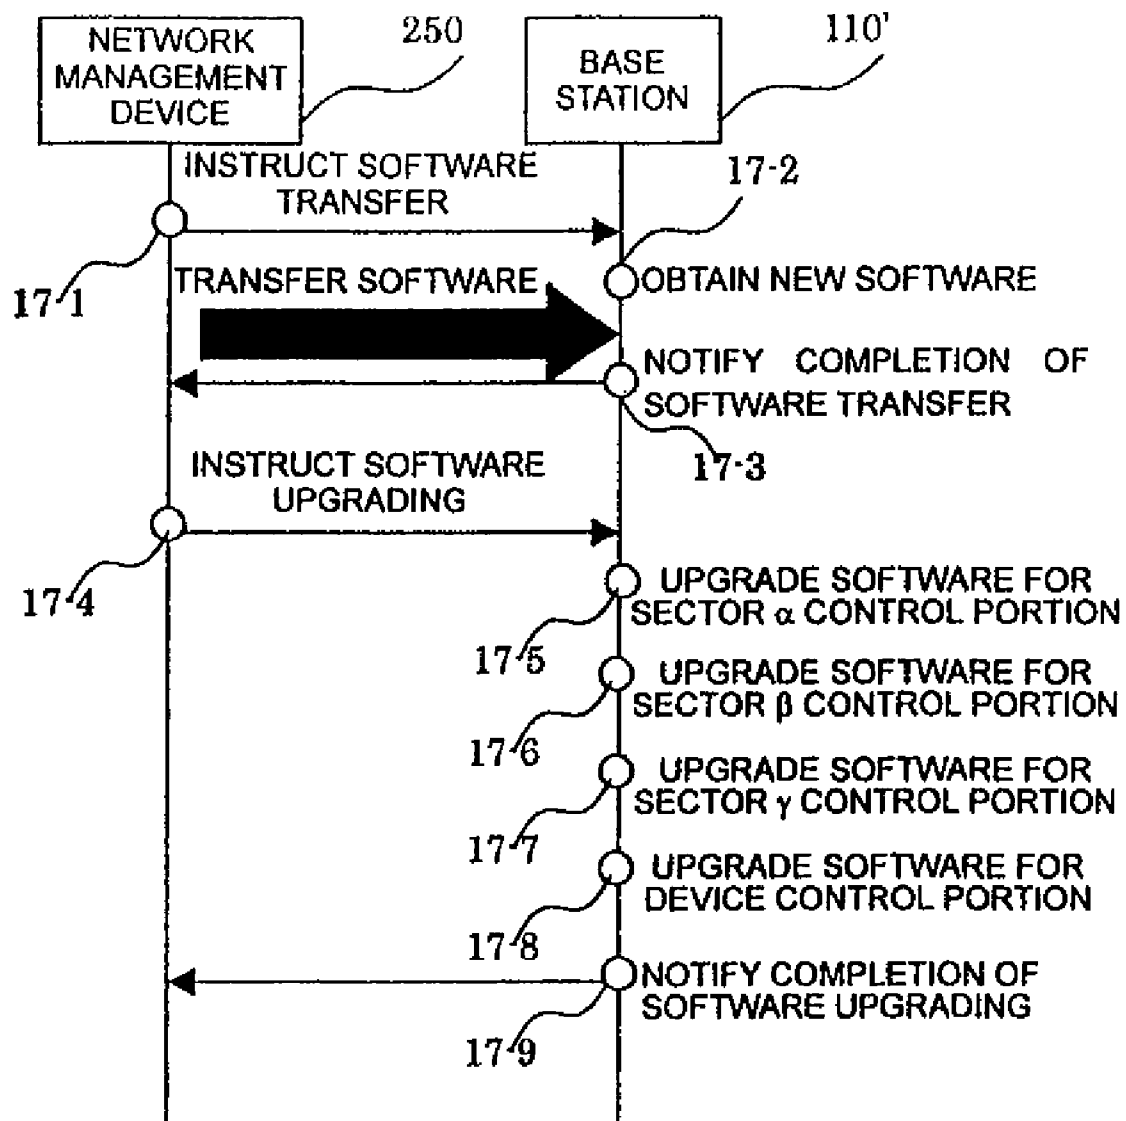 NETWORK
MANAGEMENT
DEVICE
250
BASE
STATION
110'
INSTRUCT SOFTWARE
TRANSFER
17-1
17-2
OBTAIN NEW SOFTWARE
TRANSFER SOFTWARE
NOTIFY COMPLETION OF
SOFTWARE TRANSFER
17-3
INSTRUCT SOFTWARE
UPGRADING
17-4
UPGRADE SOFTWARE FOR
SECTOR α CONTROL PORTION
17-5
UPGRADE SOFTWARE FOR
SECTOR β CONTROL PORTION
17-6
UPGRADE SOFTWARE FOR
SECTOR γ CONTROL PORTION
17-7
UPGRADE SOFTWARE FOR
DEVICE CONTROL PORTION
17-8
NOTIFY COMPLETION OF
SOFTWARE UPGRADING
17-9